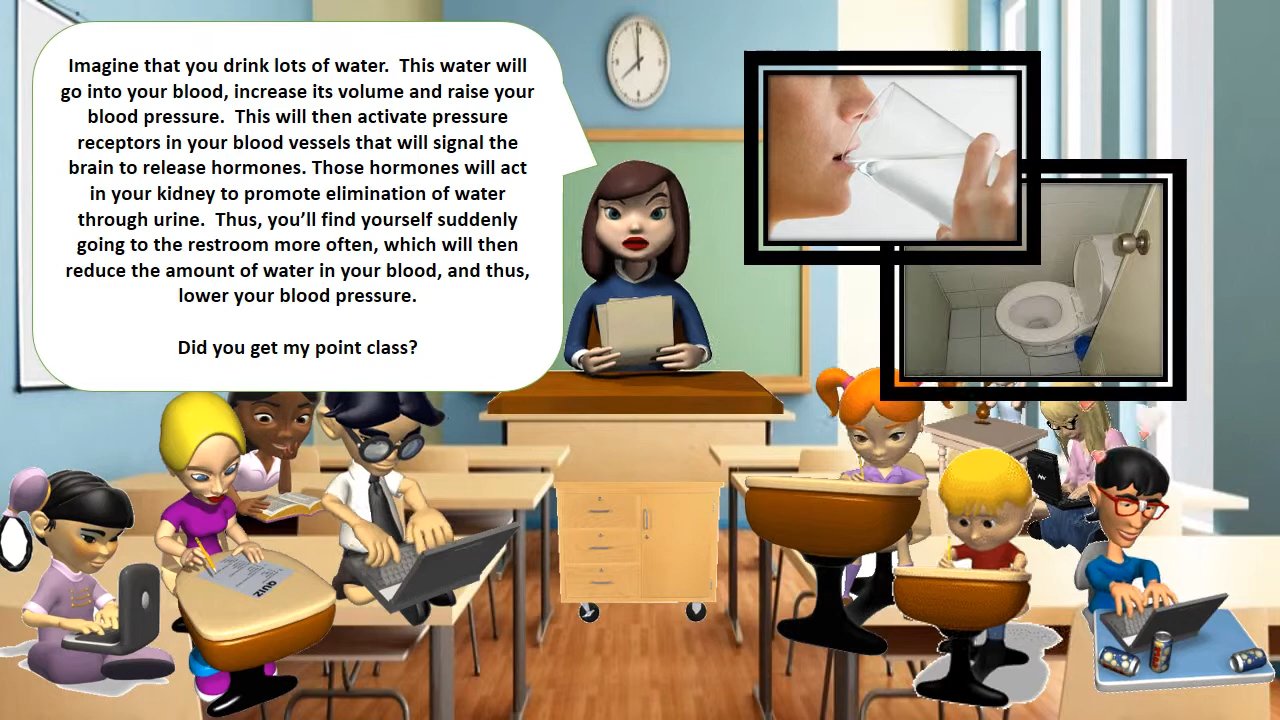 Imagine that you drink lots of water.  This water will
go into your blood, increase its volume and raise your
blood pressure.  This will then activate pressure
receptors in your blood vessels that will signal the
brain to release hormones. Those hormones will act
in your kidney to promote elimination of water
through urine.  Thus, you’ll find yourself suddenly
going to the restroom more often, which will then
reduce the amount of water in your blood, and thus,
lower your blood pressure.
Did you get my point class?
QUIZ